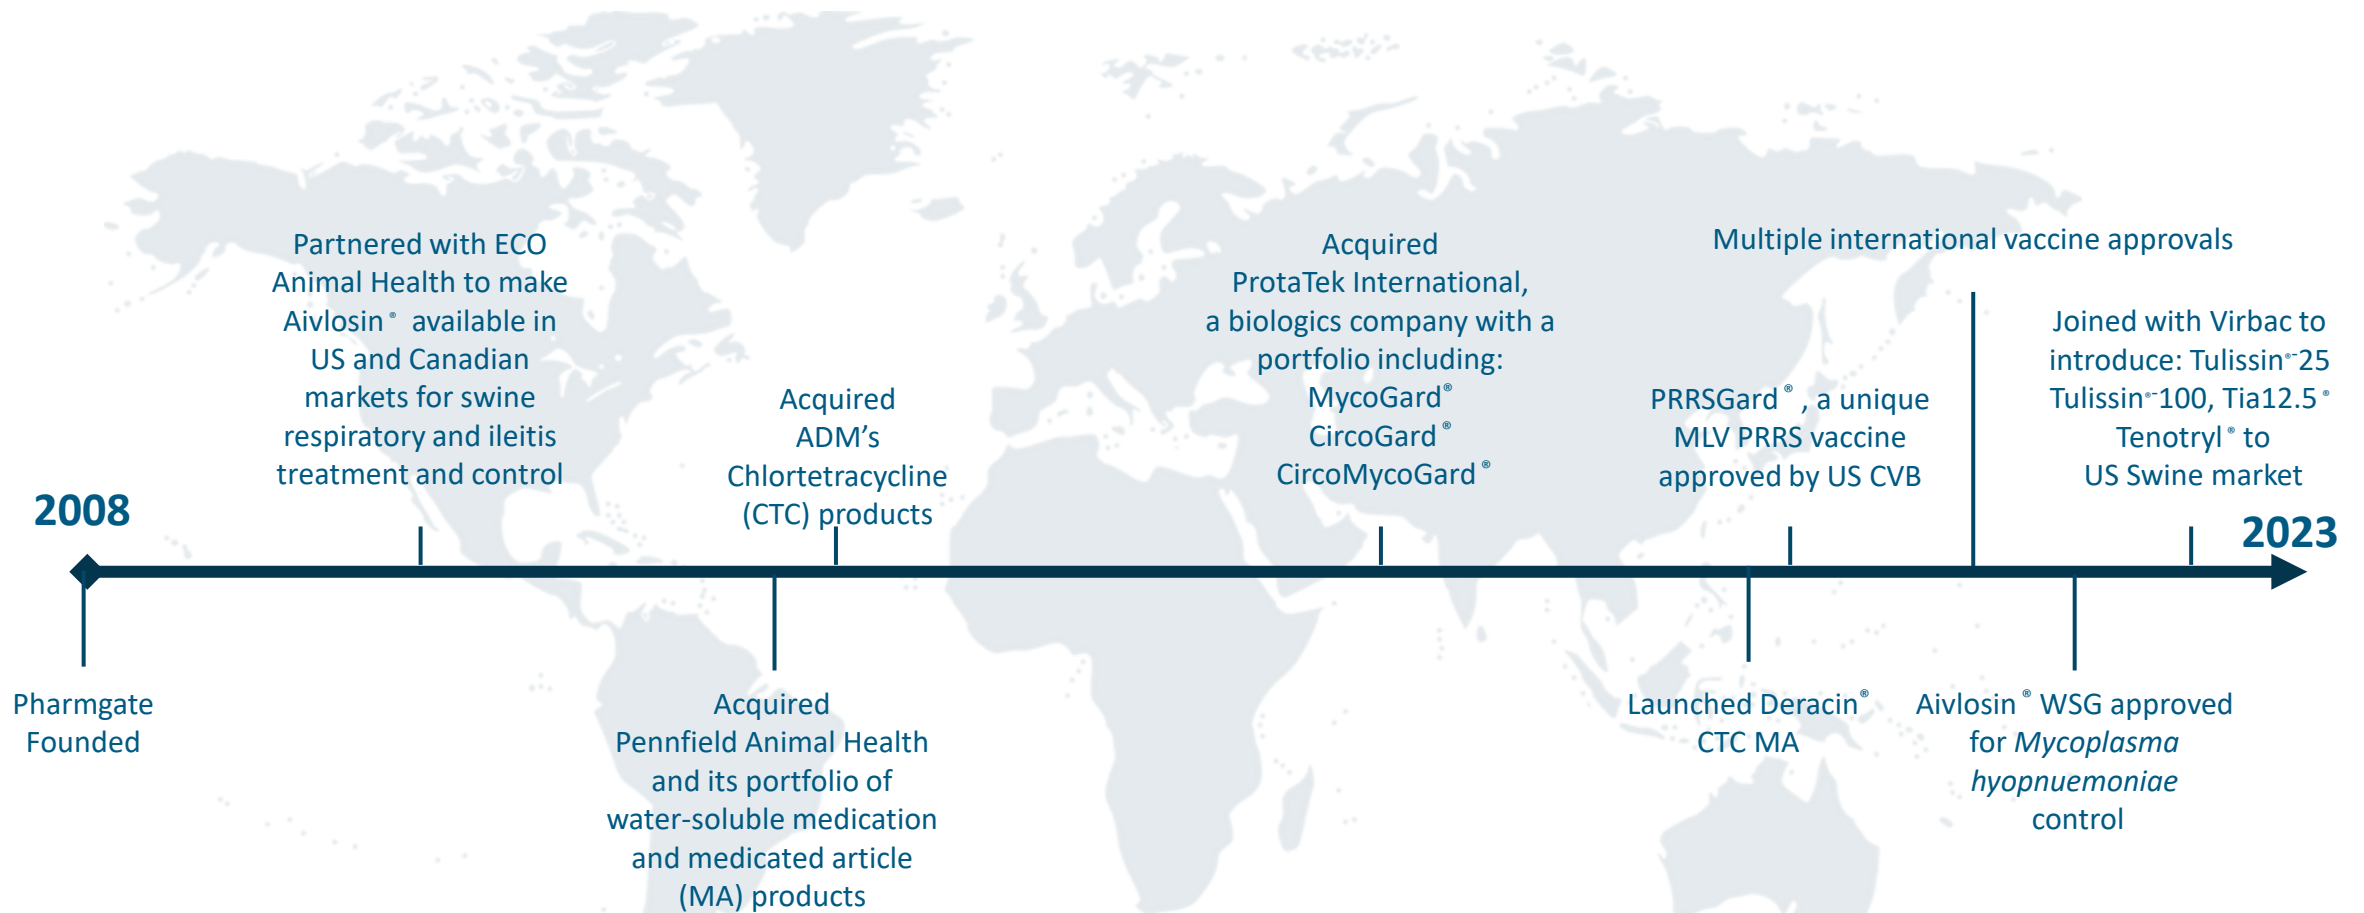 2008
Pharmgate
Founded
Partnered with ECO
Animal Health to make
Aivlosin® available in
US and Canadian
markets for swine
respiratory and ileitis
treatment and control
Acquired
Pennfield Animal Health
and its portfolio of
water-soluble medication
and medicated article
(MA) products
Acquired
ADM’s
Chlortetracycline
(CTC) products
Acquired
ProtaTek International,
a biologics company with a
portfolio including:
MycoGard®
CircoGard®
CircoMycoGard®
Launched Deracin®
CTC MA
PRRSGard®, a unique
MLV PRRS vaccine
approved by US CVB
Multiple international vaccine approvals
Aivlosin® WSG approved
for Mycoplasma
hyopnuemoniae
control
Joined with Virbac to
introduce: Tulissin®-25
Tulissin®-100, Tia12.5®
Tenotryl® to
US Swine market
2023